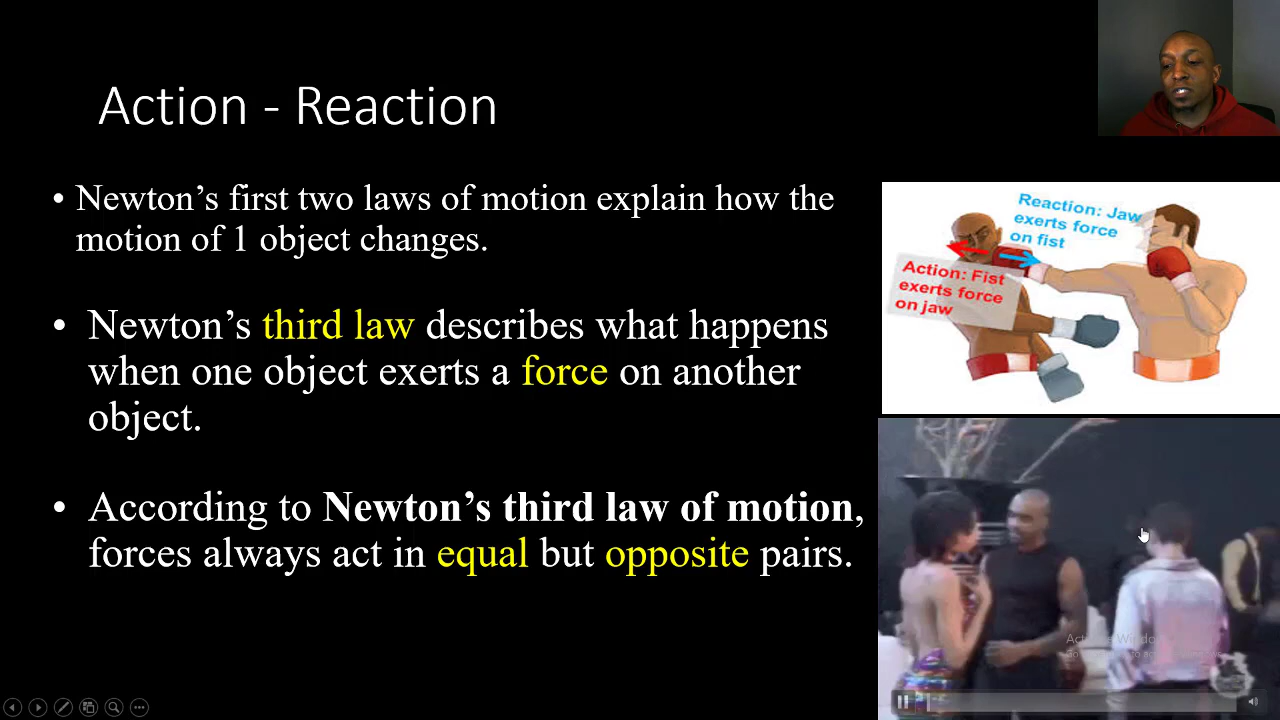 Action - Reaction
• Newton’s first two laws of motion explain how the
motion of 1 object changes.
• Newton’s third law describes what happens
when one object exerts a force on another
object.
• According to Newton’s third law of motion,
forces always act in equal but opposite pairs.
Reaction: Jaw
exerts force
on fist
Action: Fist
exerts force
on jaw